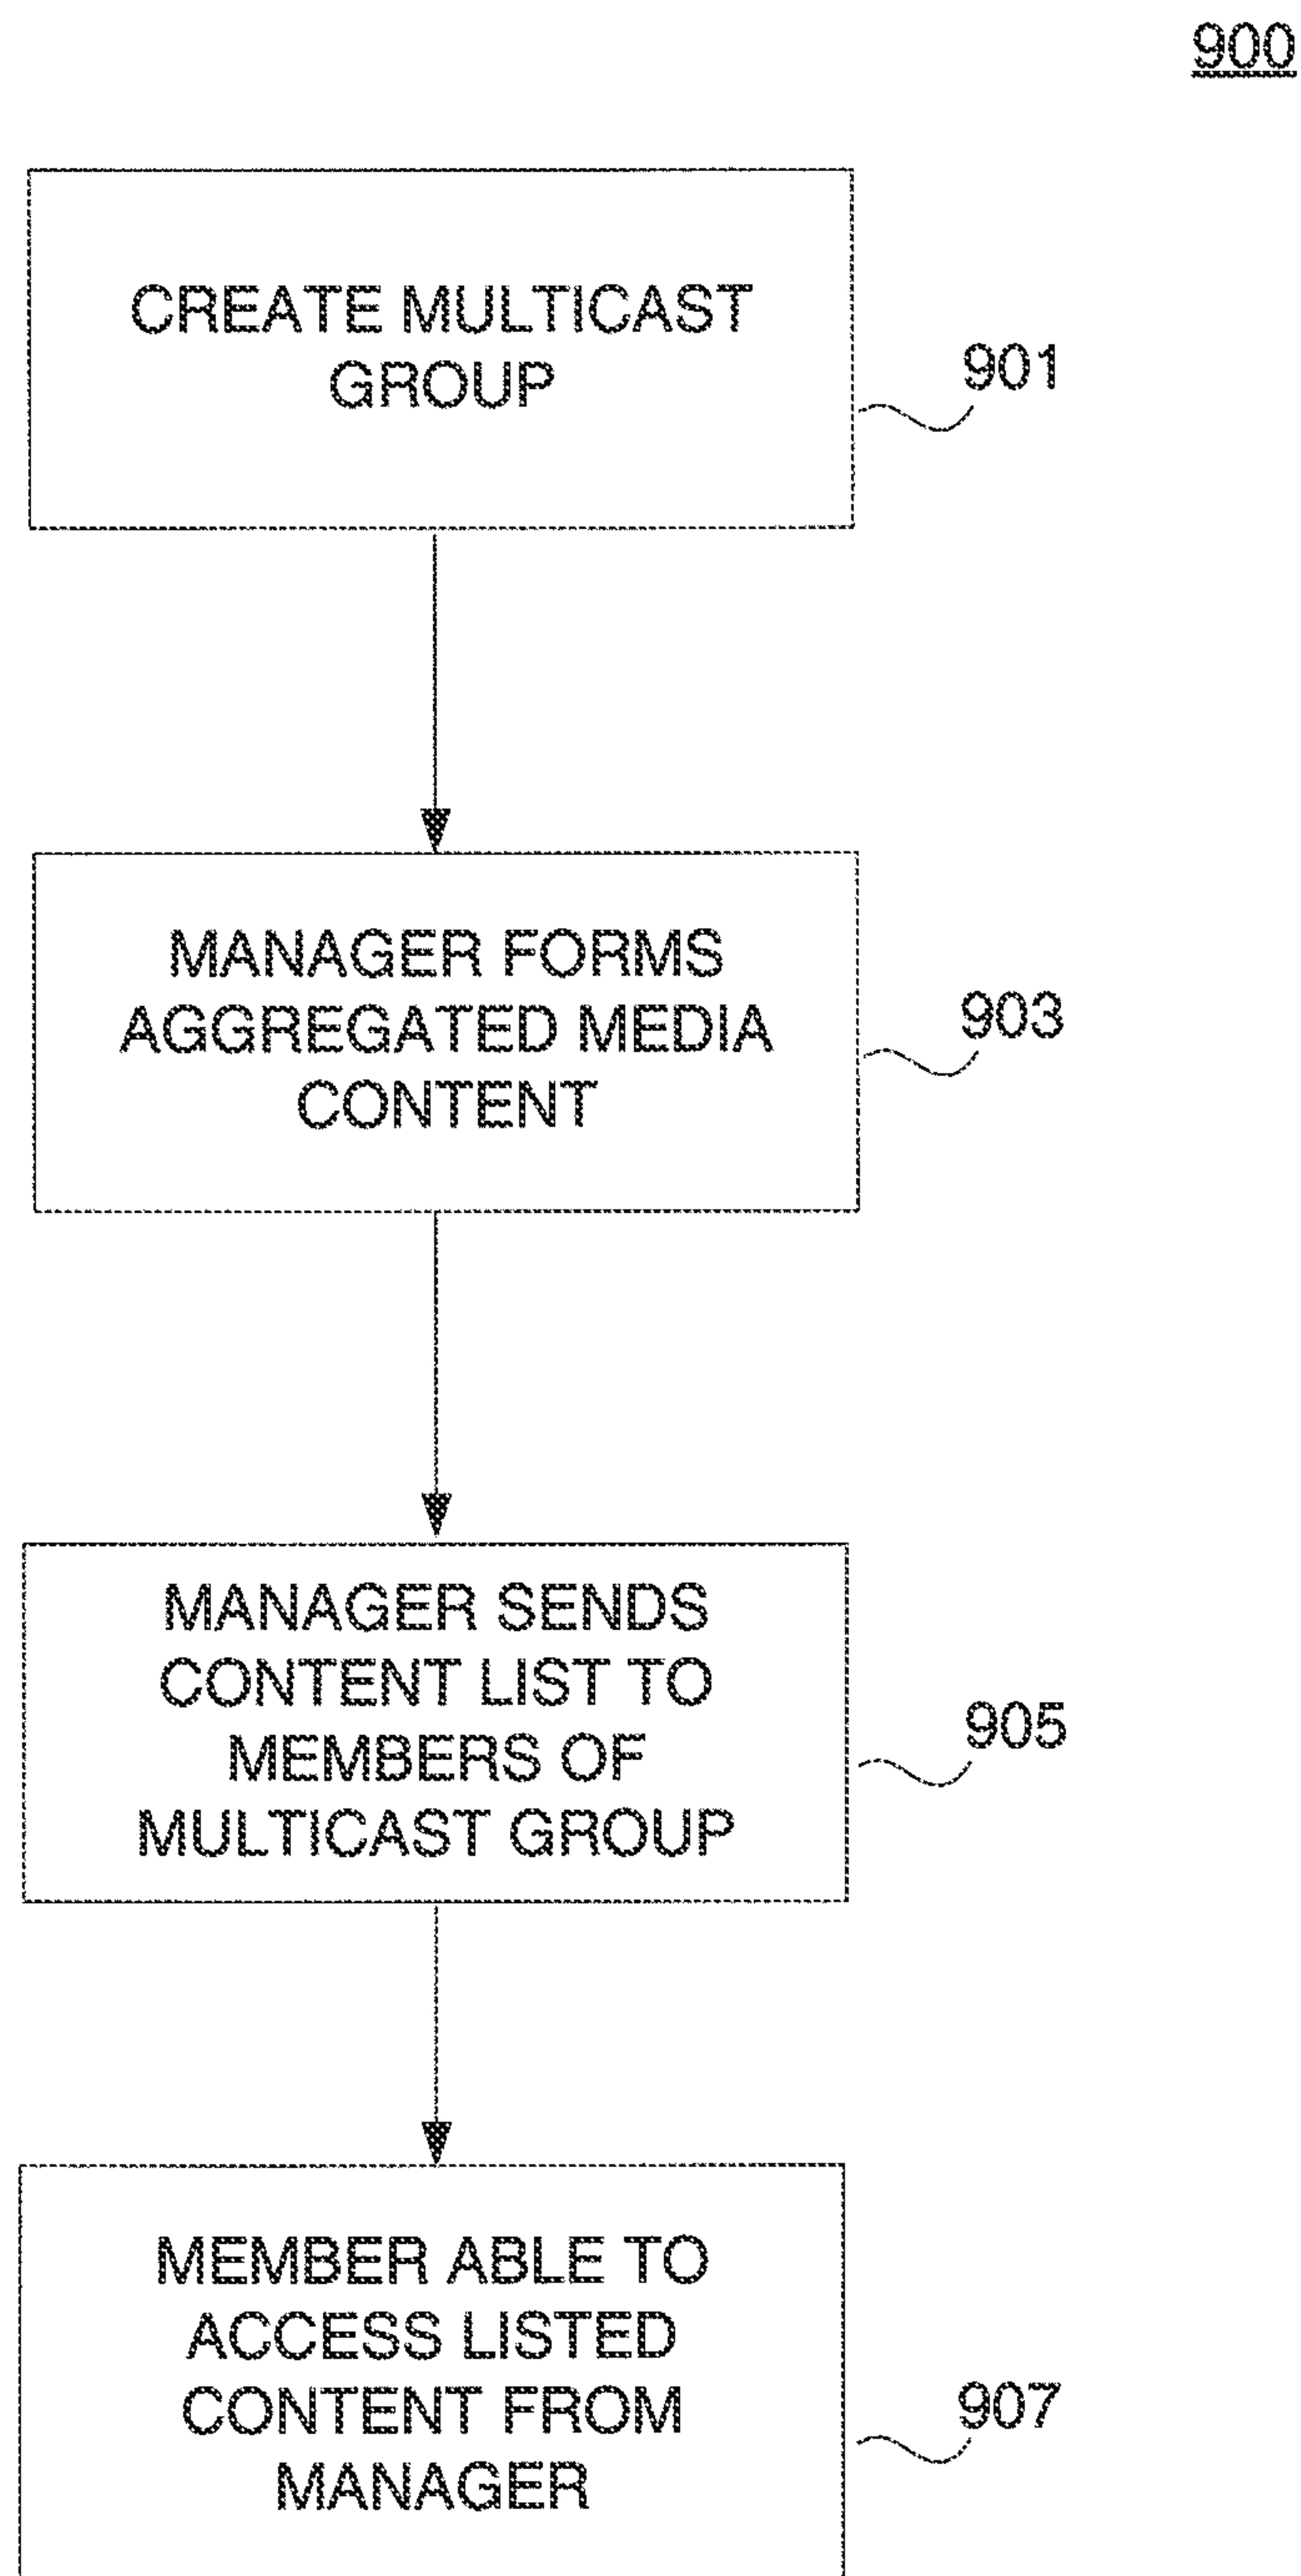 900
CREATE MULTICAST
GROUP
901
MANAGER FORMS
AGGREGATED MEDIA
CONTENT
903
MANAGER SENDS
CONTENT LIST TO
MEMBERS OF
MULTICAST GROUP
905
MEMBER ABLE TO
ACCESS LISTED
CONTENT FROM
MANAGER
907